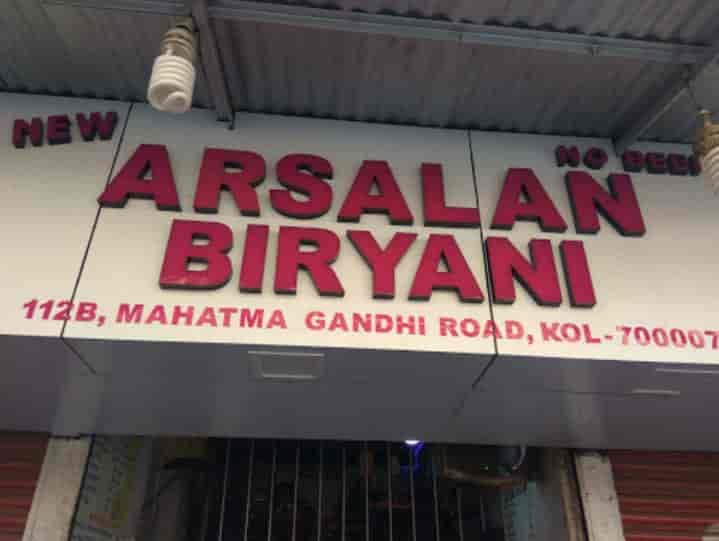 NEW
NO BEEF
ARSALAN
BIRYANI
112B, MAHATMA GANDHI ROAD, KOL-700007